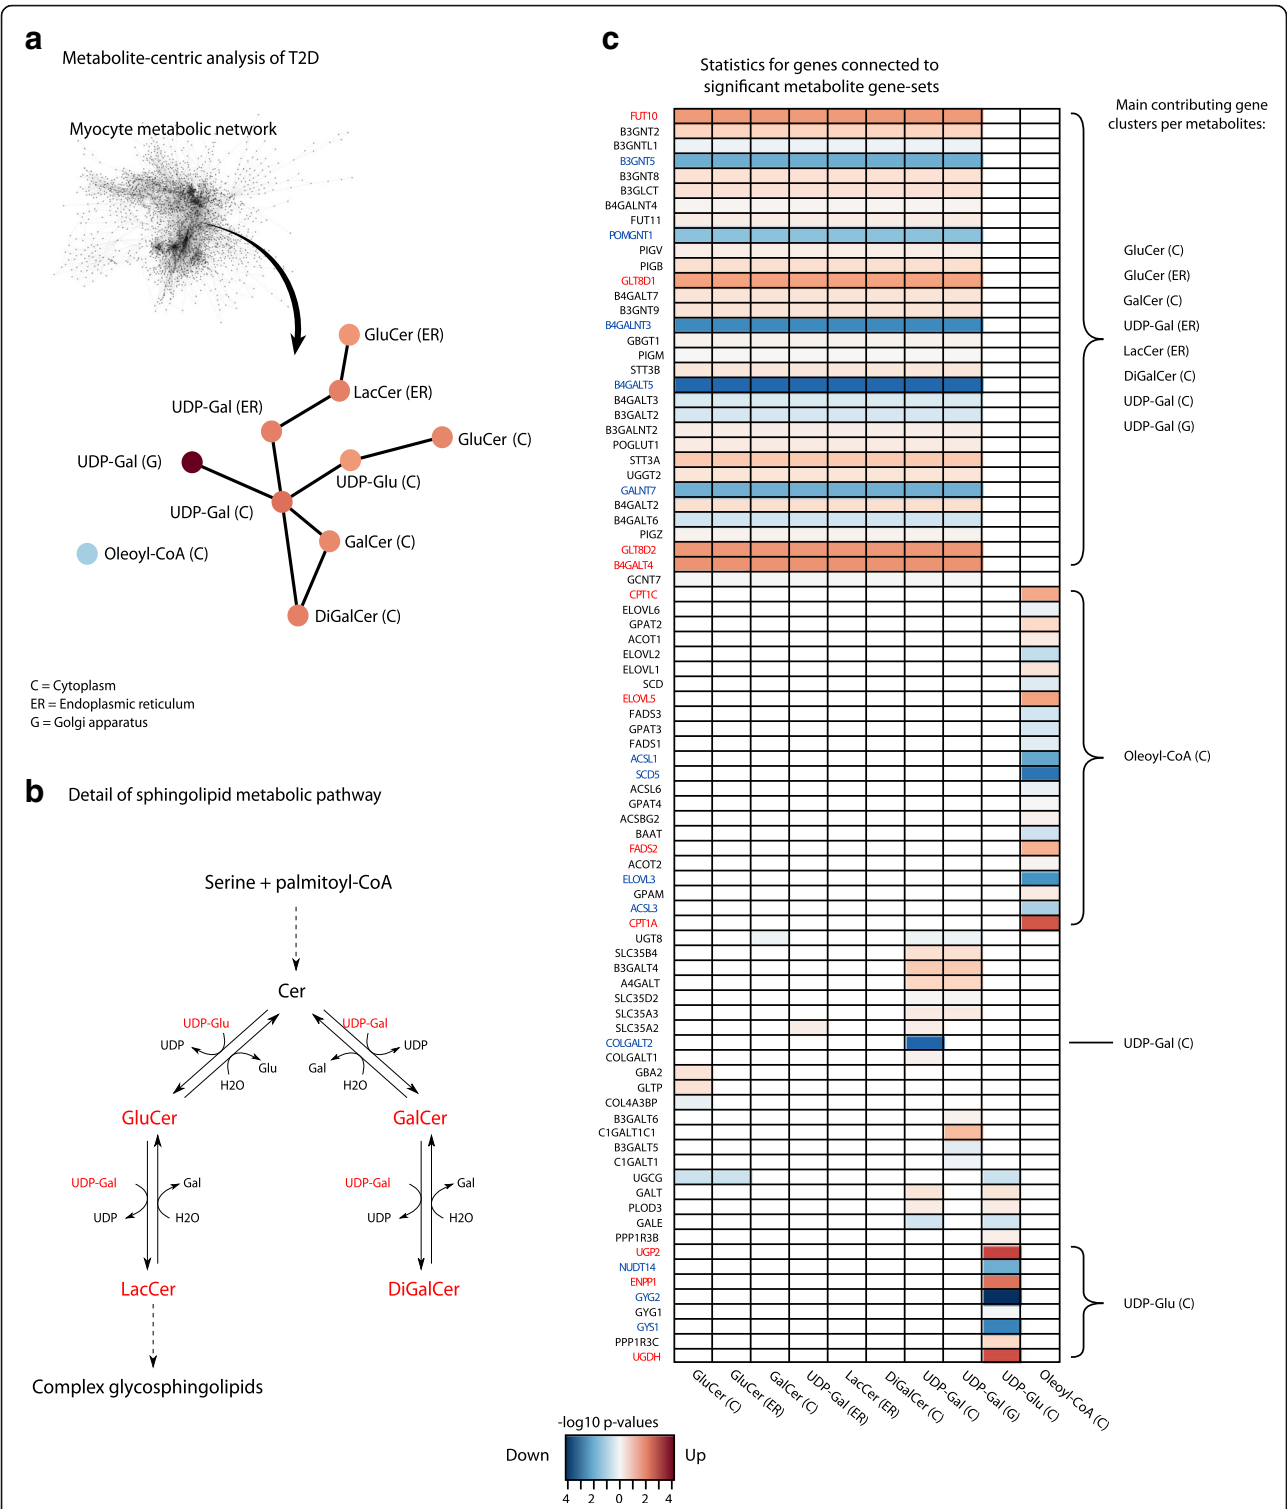 a
Metabolite-centric analysis of T2D
Myocyte metabolic network
GluCer (ER)
LacCer (ER)
UDP-Gal (ER)
GluCer (C)
UDP-Gal (G)
UDP-Glu (C)
UDP-Gal (C)
GalCer (C)
Oleoyl-CoA (C)
DiGalCer (C)
C = Cytoplasm
ER = Endoplasmic reticulum
G = Golgi apparatus
b
Detail of sphingolipid metabolic pathway
Serine + palmitoyl-CoA
Cer
UDP-Glu
UDP-Gal
UDP
UDP
Glu
Gal
H2O
H2O
GluCer
GalCer
UDP-Gal
Gal
UDP-Gal
Gal
UDP
H2O
UDP
H2O
LacCer
DiGalCer
Complex glycosphingolipids
c
Statistics for genes connected to
significant metabolite gene-sets
Main contributing gene
clusters per metabolites:
FUT10
B3GNT2
B3GNTL1
B3GNT5
B3GNT8
B3GLCT
B4GALNT4
FUT11
POMGNT1
PIGV
PIGB
GLT8D1
B4GALT7
B3GNT9
B4GALNT3
GBGT1
PIGM
STT3B
B4GALT5
B4GALT3
B3GALT2
B3GALNT2
POGLUT1
STT3A
UGGT2
GALNT7
B4GALT2
B4GALT6
PIGZ
GLT8D2
B4GALT4
GCNT7
CPT1C
ELOVL6
GPAT2
ACOT1
ELOVL2
ELOVL1
SCD
ELOVL5
FADS3
GPAT3
FADS1
ACSL1
SCD5
ACSL6
GPAT4
ACSBG2
BAAT
FADS2
ACOT2
ELOVL3
GPAM
ACSL3
CPT1A
UGT8
SLC35B4
B3GALT4
A4GALT
SLC35D2
SLC35A3
SLC35A2
COLGALT2
COLGALT1
GBA2
GLTP
COL4A3BP
B3GALT6
C1GALT1C1
B3GALT5
C1GALT1
UGCG
GALT
PLOD3
GALE
PPP1R3B
UGP2
NUDT14
ENPP1
GYG2
GYG1
GYS1
PPP1R3C
UGDH
GluCer (C)
GluCer (ER)
GalCer (C)
UDP-Gal (ER)
LacCer (ER)
DiGalCer (C)
UDP-Gal (C)
UDP-Gal (G)
Oleoyl-CoA (C)
UDP-Gal (C)
UDP-Glu (C)
GluCer (C)
GluCer (ER)
GalCer (C)
UDP-Gal (ER)
LacCer (ER)
DiGalCer (C)
UDP-Gal (C)
UDP-Gal (G)
UDP-Glu (C)
Oleoyl-CoA (C)
-log10 p-values
Down
Up
4 2 0 2 4